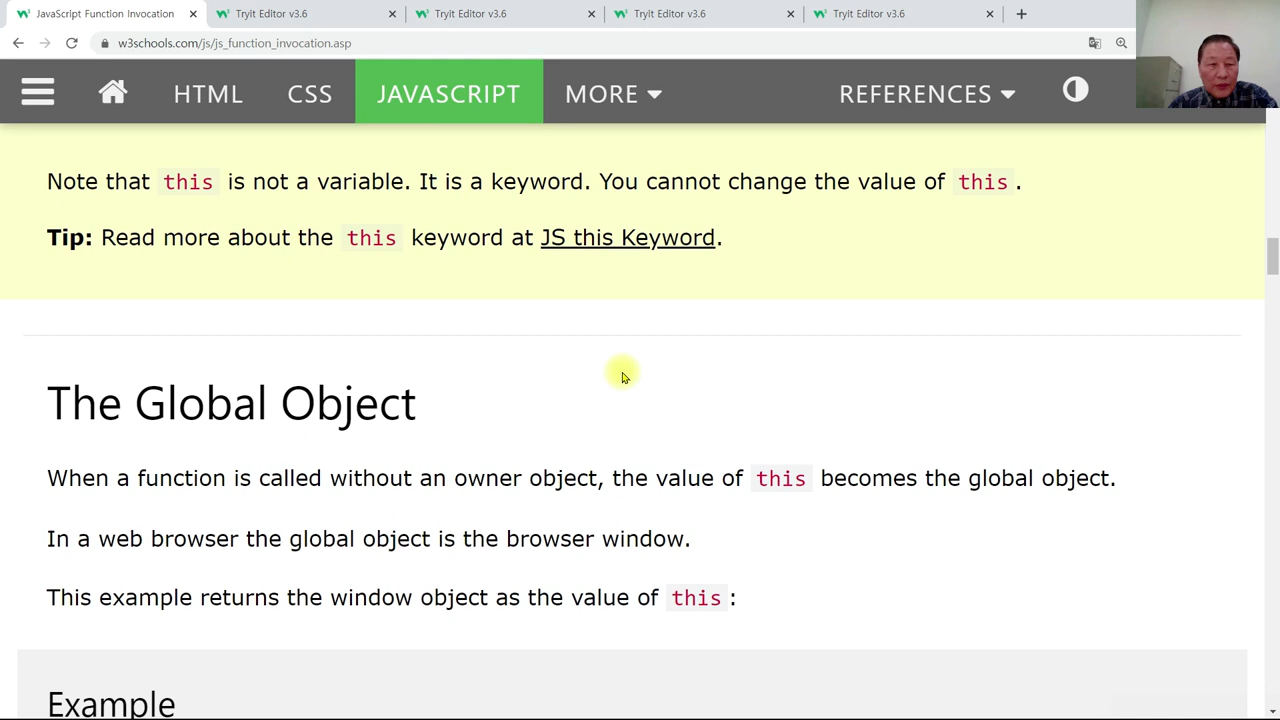 JavaScript Function Invocation
Tryit Editor v3.6
Tryit Editor v3.6
Tryit Editor v3.6
Tryit Editor v3.6
w3schools.com/js/js_function_invocation.asp
HTML CSS JAVASCRIPT MORE REFERENCES
Note that this is not a variable. It is a keyword. You cannot change the value of this.
Tip: Read more about the this keyword at JS this Keyword.
The Global Object
When a function is called without an owner object, the value of this becomes the global object.
In a web browser the global object is the browser window.
This example returns the window object as the value of this:
Example